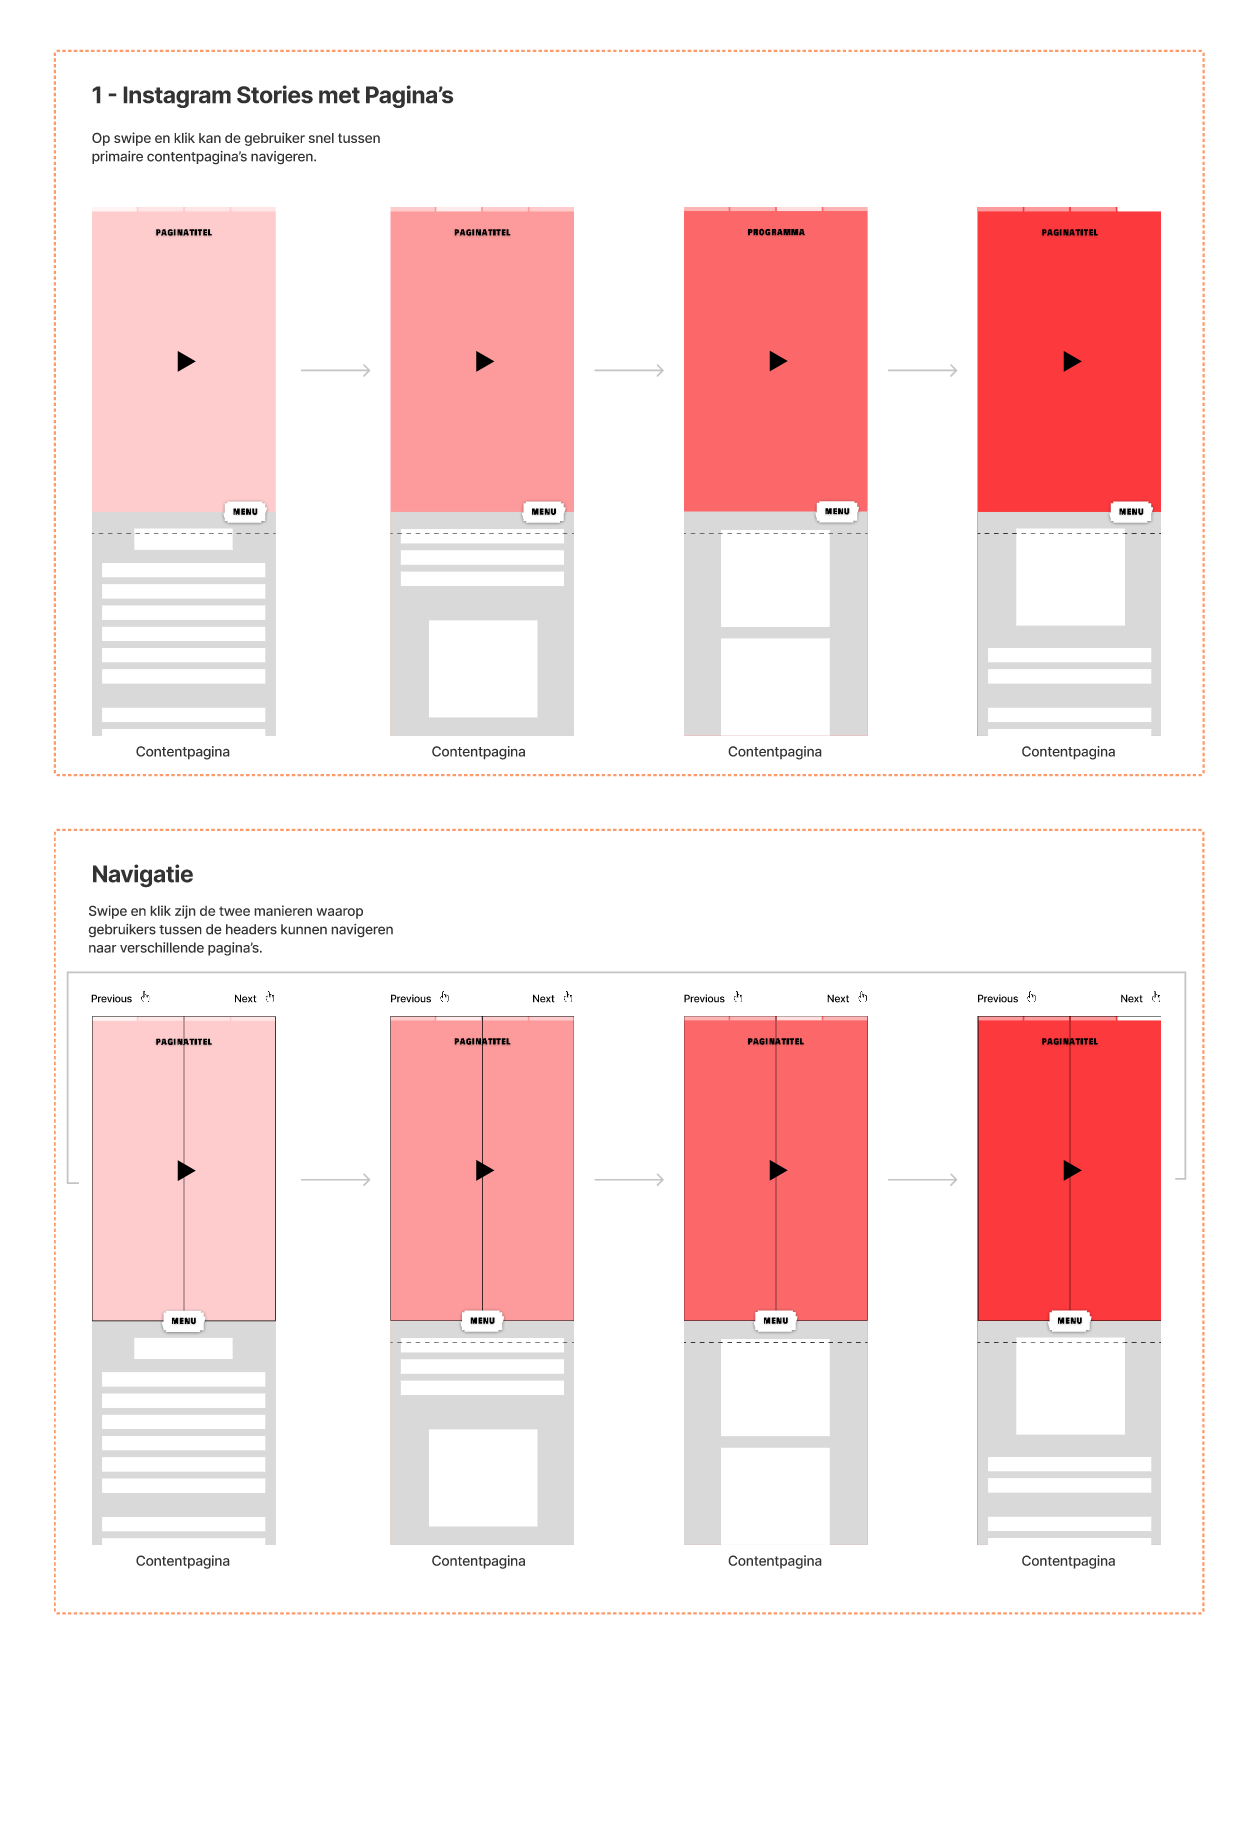 1 - Instagram Stories met Pagina’s
Op swipe en klik kan de gebruiker snel tussen
primaire contentpagina’s navigeren.
PAGINATITEL
PAGINATITEL
PROGRAMMA
PAGINATITEL
MENU
MENU
MENU
MENU
Contentpagina
Contentpagina
Contentpagina
Contentpagina
Navigatie
Swipe en klik zijn de twee manieren waarop
gebruikers tussen de headers kunnen navigeren
naar verschillende pagina’s.
Previous
Next
Previous
Next
Previous
Next
Previous
Next
PAGINATITEL
PAGINATITEL
PAGINATITEL
PAGINATITEL
MENU
MENU
MENU
MENU
Contentpagina
Contentpagina
Contentpagina
Contentpagina